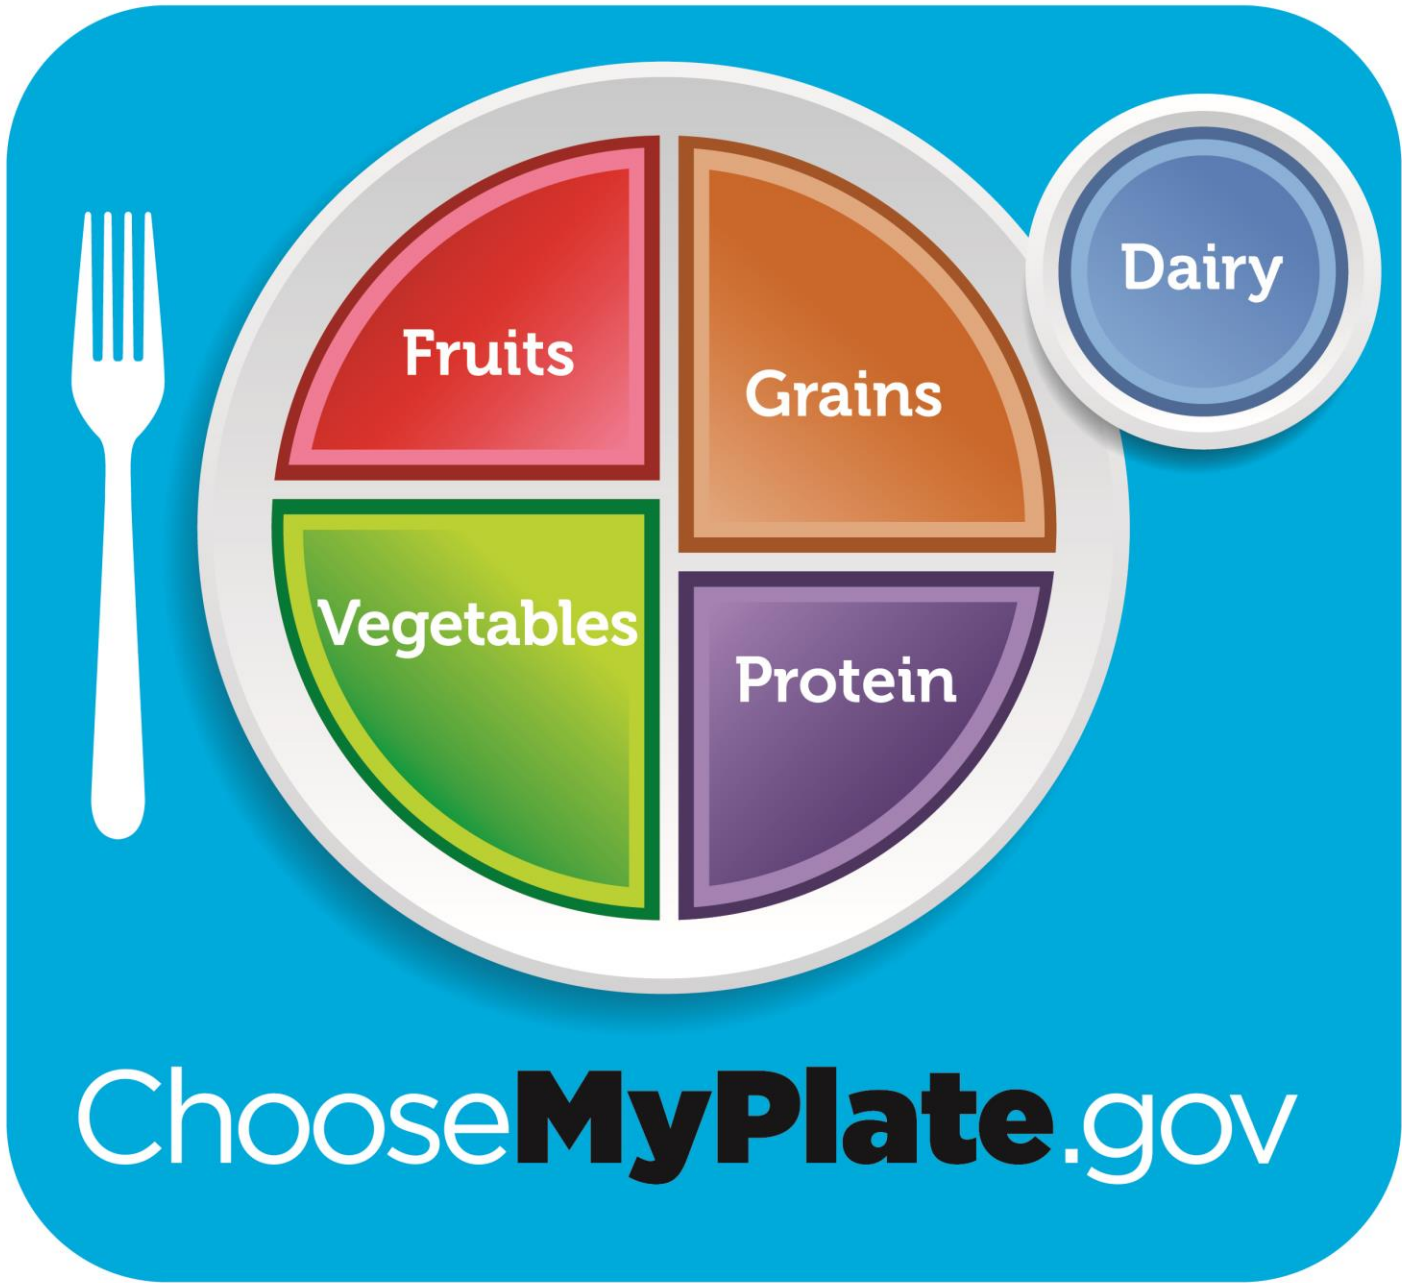 Fruits
Grains
Dairy
Vegetables
Protein
ChooseMyPlate.gov